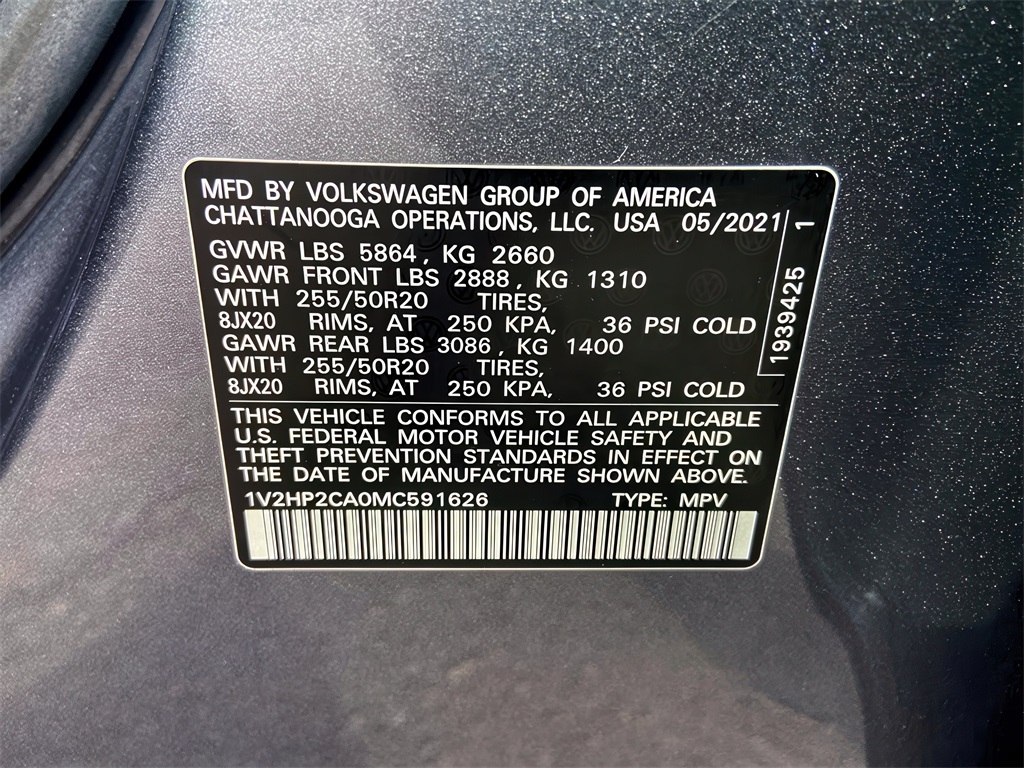 MFD BY VOLKSWAGEN GROUP OF AMERICA
CHATTANOOGA OPERATIONS, LLC. USA 05/2021
GVWR LBS 5864, KG 2660
GAWR FRONT LBS 2888, KG 1310
WITH 255/50R20 TIRES,
8JX20 RIMS, AT 250 KPA, 36 PSI COLD
GAWR REAR LBS 3086, KG 1400
WITH 255/50R20 TIRES,
8JX20 RIMS, AT 250 KPA, 36 PSI COLD
1939425 1
THIS VEHICLE CONFORMS TO ALL APPLICABLE
U.S. FEDERAL MOTOR VEHICLE SAFETY AND
THEFT PREVENTION STANDARDS IN EFFECT ON
THE DATE OF MANUFACTURE SHOWN ABOVE.
1V2HP2CA0MC591626 TYPE: MPV